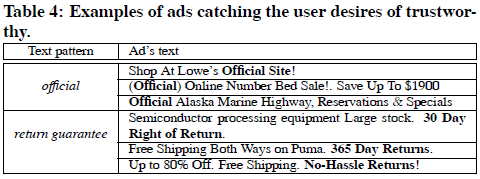 Table 4: Examples of ads catching the user desires of trustwor-
thy.
Text pattern Ad's text
official
Shop At Lowe's Official Site!.
(Official) Online Number Bed Sale!. Save Up To $1900
Official Alaska Marine Highway, Reservations & Specials
return guarantee
Semiconductor processing equipment Large stock. 30 Day
Right of Return.
Free Shipping Both Ways on Puma. 365 Day Returns.
Up to 80% Off. Free Shipping. No-Hassle Returns!